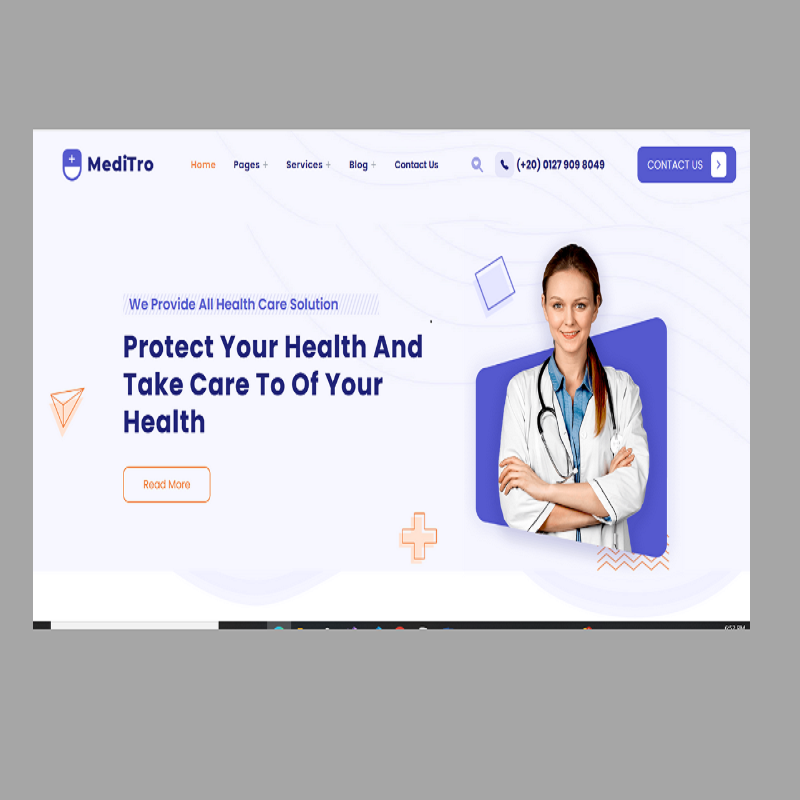 MediTro
Home Pages + Services + Blog + Contact Us
(+20) 0127 909 8049
CONTACT US
We Provide All Health Care Solution
Protect Your Health And
Take Care To Of Your
Health
Read More